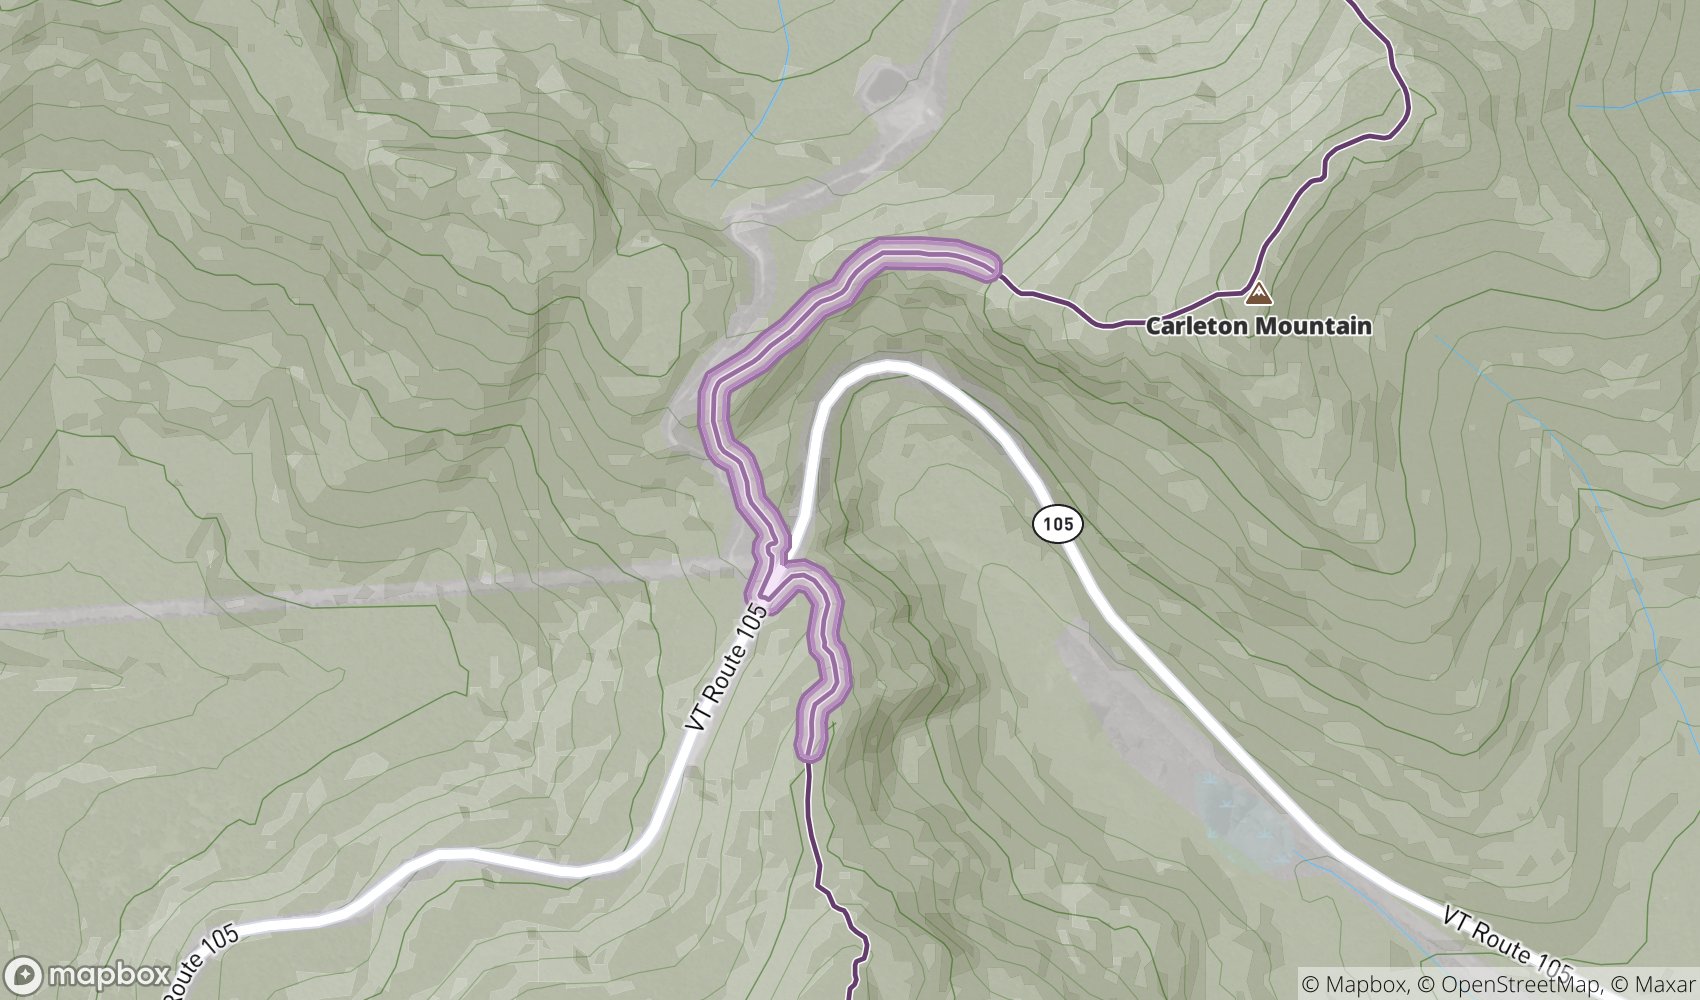 Carleton Mountain
105
VT Route 105
Route 105
VT Route 105
mapbox
© Mapbox, © OpenStreetMap, © Maxar